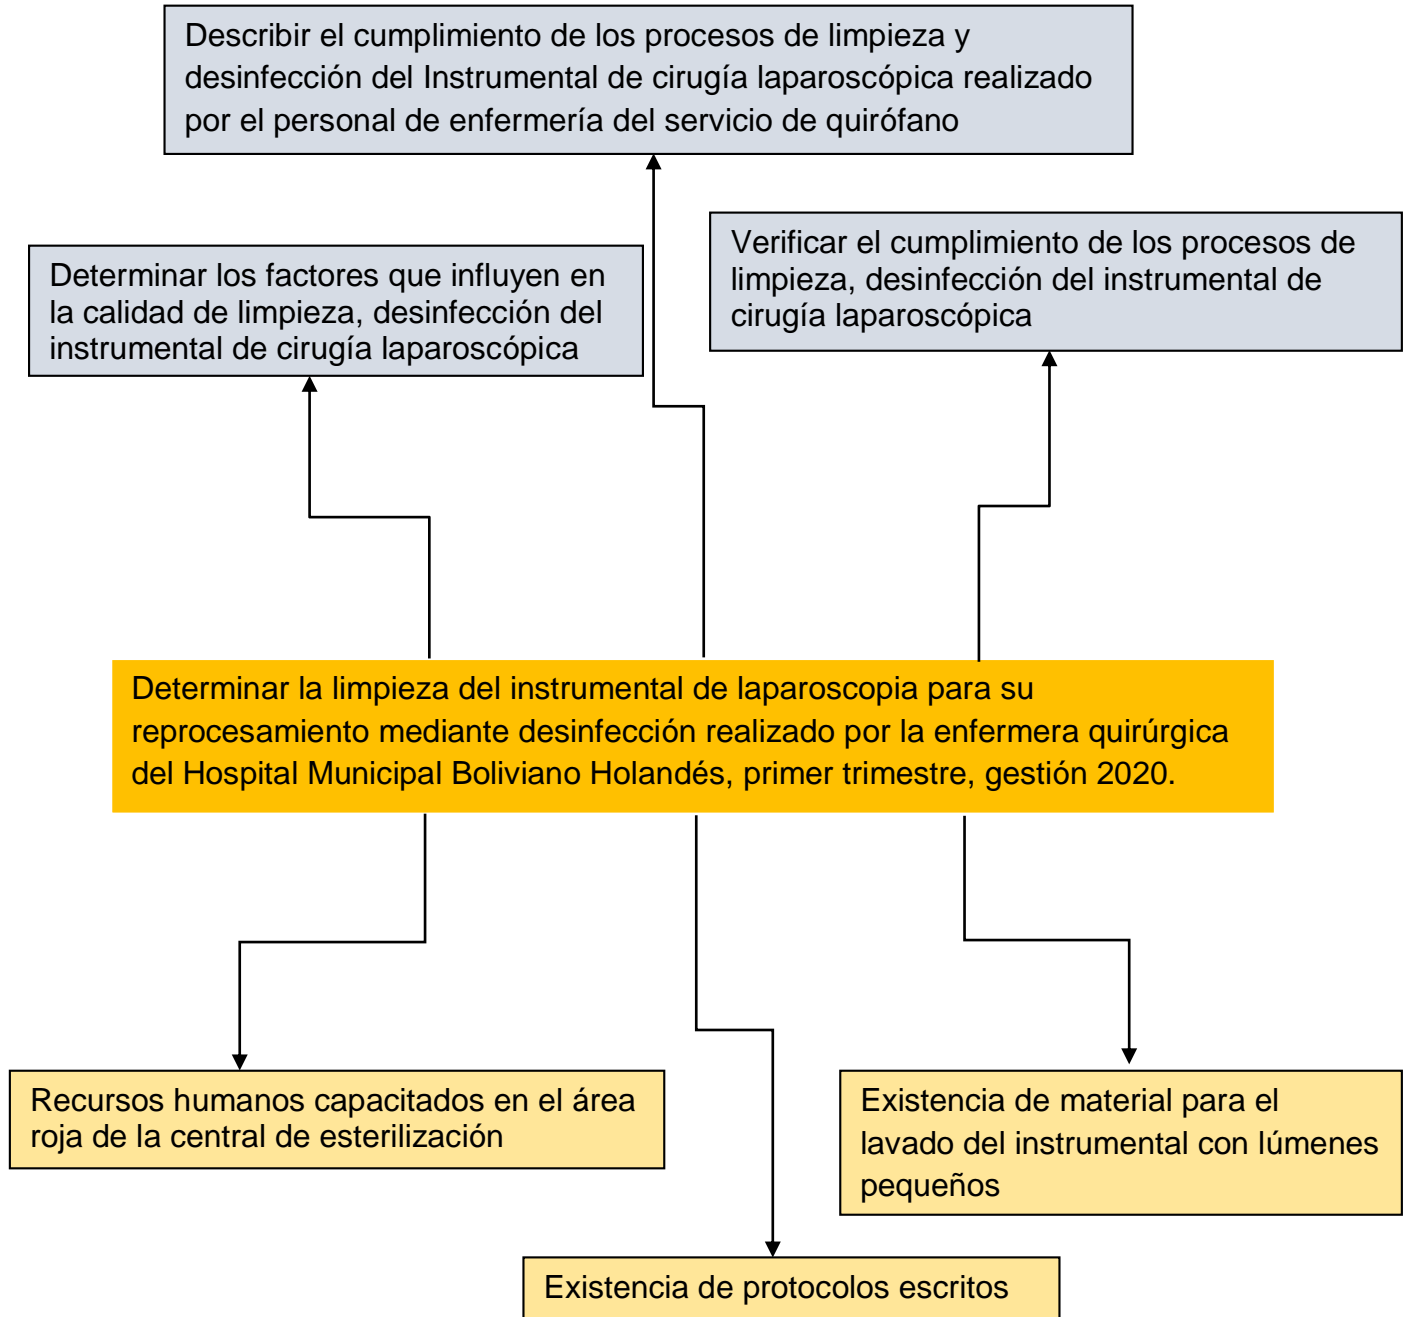 Describir el cumplimiento de los procesos de limpieza y
desinfección del Instrumental de cirugía laparoscópica realizado
por el personal de enfermería del servicio de quirófano
Determinar los factores que influyen en
la calidad de limpieza, desinfección del
instrumental de cirugía laparoscópica
Verificar el cumplimiento de los procesos de
limpieza, desinfección del instrumental de
cirugía laparoscópica
Determinar la limpieza del instrumental de laparoscopia para su
reprocesamiento mediante desinfección realizado por la enfermera quirúrgica
del Hospital Municipal Boliviano Holandés, primer trimestre, gestión 2020.
Recursos humanos capacitados en el área
roja de la central de esterilización
Existencia de material para el
lavado del instrumental con lúmenes
pequeños
Existencia de protocolos escritos